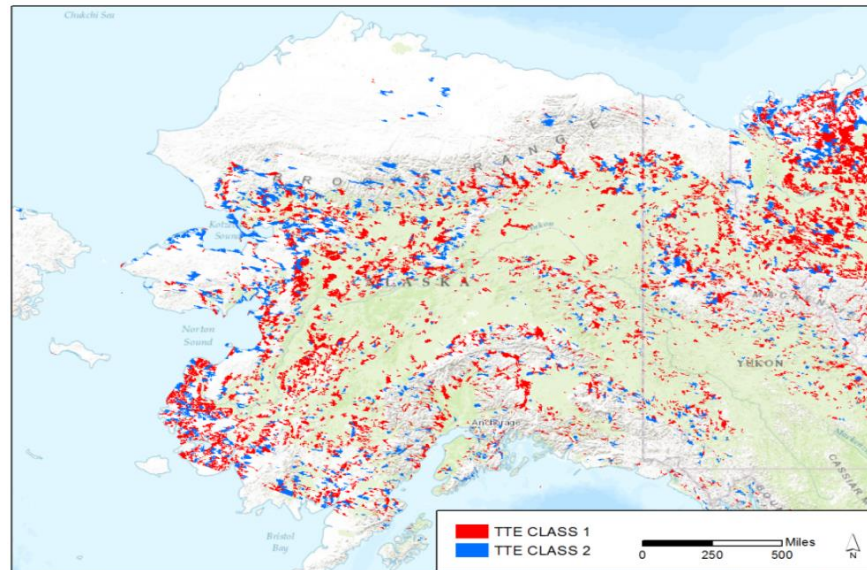 Chukchi Sea
BROOKS RANGE
Kotzebue
Sound
Yukon
ALASKA
Norton
Sound
YUKON
Anchorage
Bristol
Bay
TTE CLASS 1
TTE CLASS 2
Miles
0 250 500
N